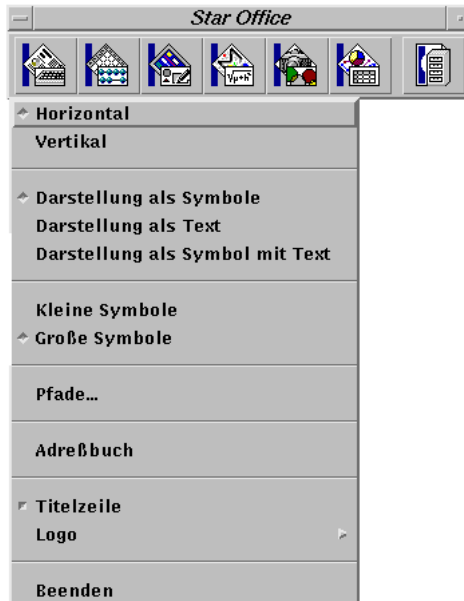 Star Office
√p+h²
Horizontal
Vertikal
Darstellung als Symbole
Darstellung als Text
Darstellung als Symbol mit Text
Kleine Symbole
Große Symbole
Pfade...
Adreßbuch
Titelzeile
Logo
Beenden